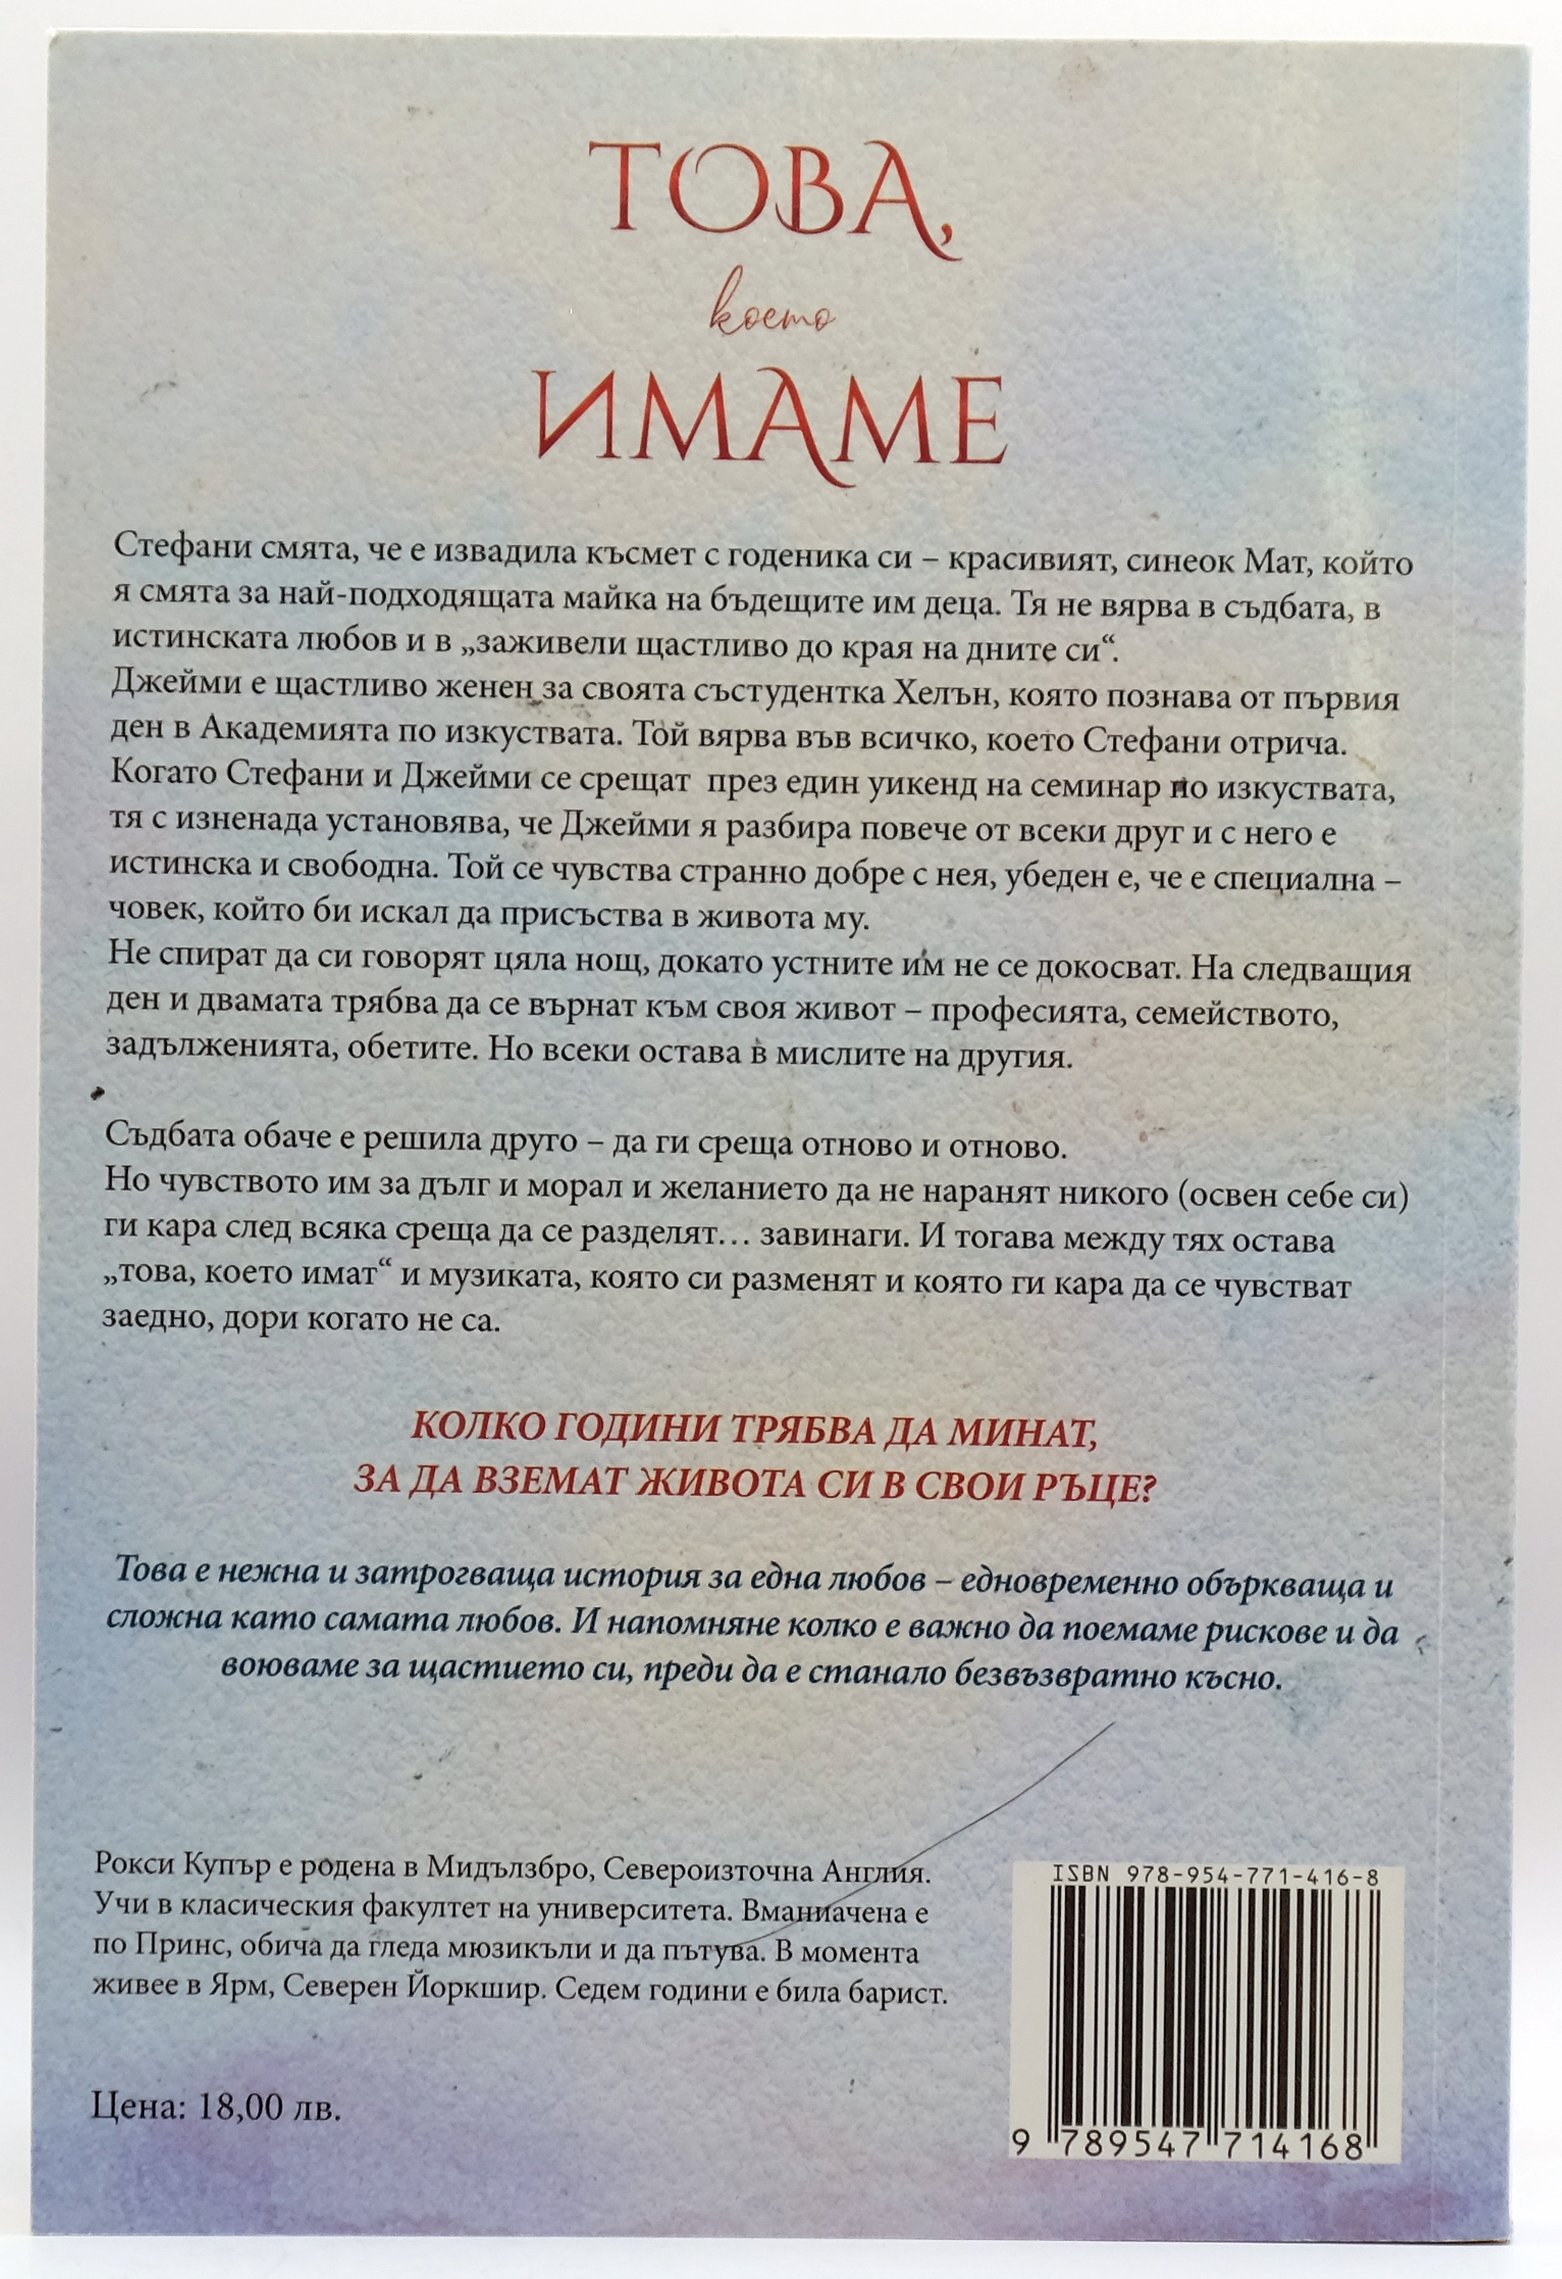 ТОВА,
което
ИМАМЕ
Стефани смята, че е извадила късмет с годеника си – красивият, синеок Мат, който
я смята за най-подходящата майка на бъдещите им деца. Тя не вярва в съдбата, в
истинската любов и в „заживели щастливо до края на дните си“.
Джейми е щастливо женен за своята състудентка Хелън, която познава от първия
ден в Академията по изкуствата. Той вярва във всичко, което Стефани отрича.
Когато Стефани и Джейми се срещат през един уикенд на семинар по изкуствата,
тя с изненада установява, че Джейми я разбира повече от всеки друг и с него е
истинска и свободна. Той се чувства странно добре с нея, убеден е, че е специална –
човек, който би искал да присъства в живота му.
Не спират да си говорят цяла нощ, докато устните им не се докосват. На следващия
ден и двамата трябва да се върнат към своя живот – професията, семейството,
задълженията, обетите. Но всеки остава в мислите на другия.
Съдбата обаче е решила друго – да ги среща отново и отново.
Но чувството им за дълг и морал и желанието да не наранят никого (освен себе си)
ги кара след всяка среща да се разделят… завинаги. И тогава между тях остава
„това, което имат“ и музиката, която си разменят и която ги кара да се чувстват
заедно, дори когато не са.
КОЛКО ГОДИНИ ТРЯБВА ДА МИНАТ,
ЗА ДА ВЗЕМАТ ЖИВОТА СИ В СВОИ РЪЦЕ?
Това е нежна и затрогваща история за една любов – едновременно объркваща и
сложна като самата любов. И напомняне колко е важно да поемаме рискове и да
воюваме за щастието си, преди да е станало безвъзвратно късно.
Рокси Купър е родена в Мидълзбро, Североизточна Англия.
Учи в класическия факултет на университета. Вманиачена е
по Принс, обича да гледа мюзикъли и да пътува. В момента
живее в Ярм, Северен Йоркшир. Седем години е била барист.
Цена: 18,00 лв.
ISBN 978-954-771-416-8
9 789547 714168